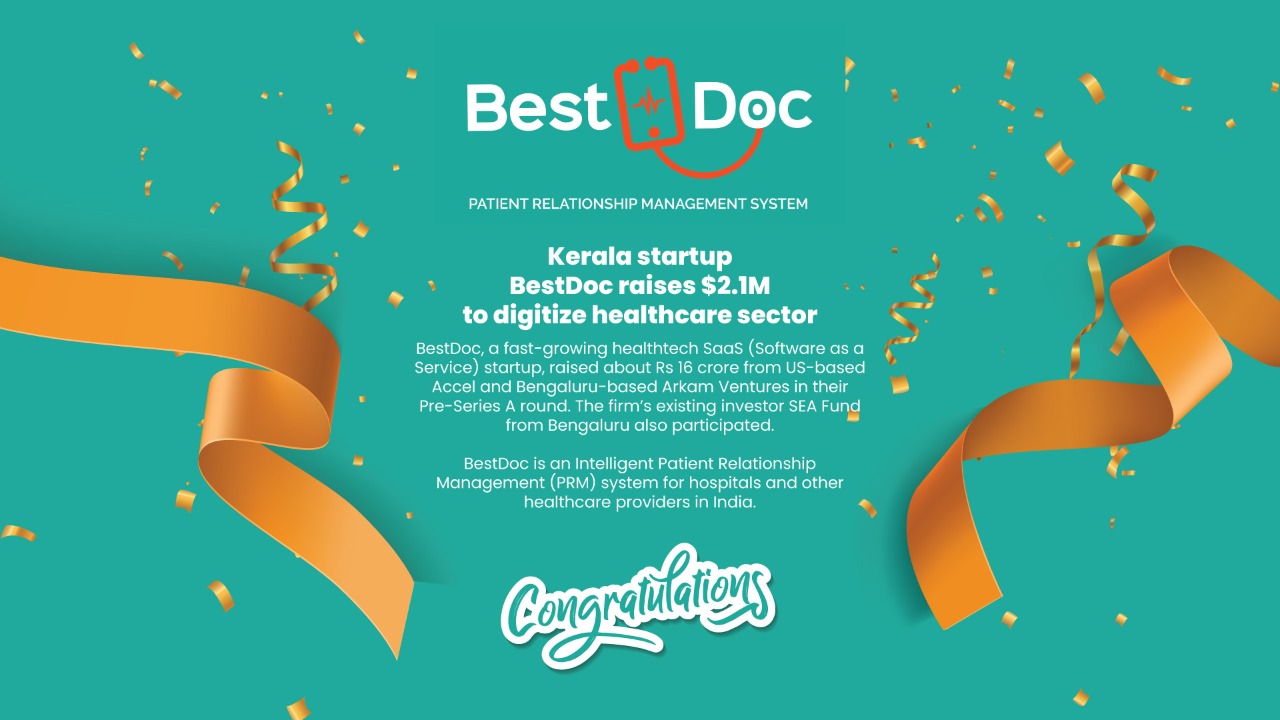 Best Doc
PATIENT RELATIONSHIP MANAGEMENT SYSTEM
Kerala startup
BestDoc raises $2.1M
to digitize healthcare sector
BestDoc, a fast-growing healthtech SaaS (Software as a
Service) startup, raised about Rs 16 crore from US-based
Accel and Bengaluru-based Arkam Ventures in their
Pre-Series A round. The firm’s existing investor SEA Fund
from Bengaluru also participated.
BestDoc is an Intelligent Patient Relationship
Management (PRM) system for hospitals and other
healthcare providers in India.
Congratulations